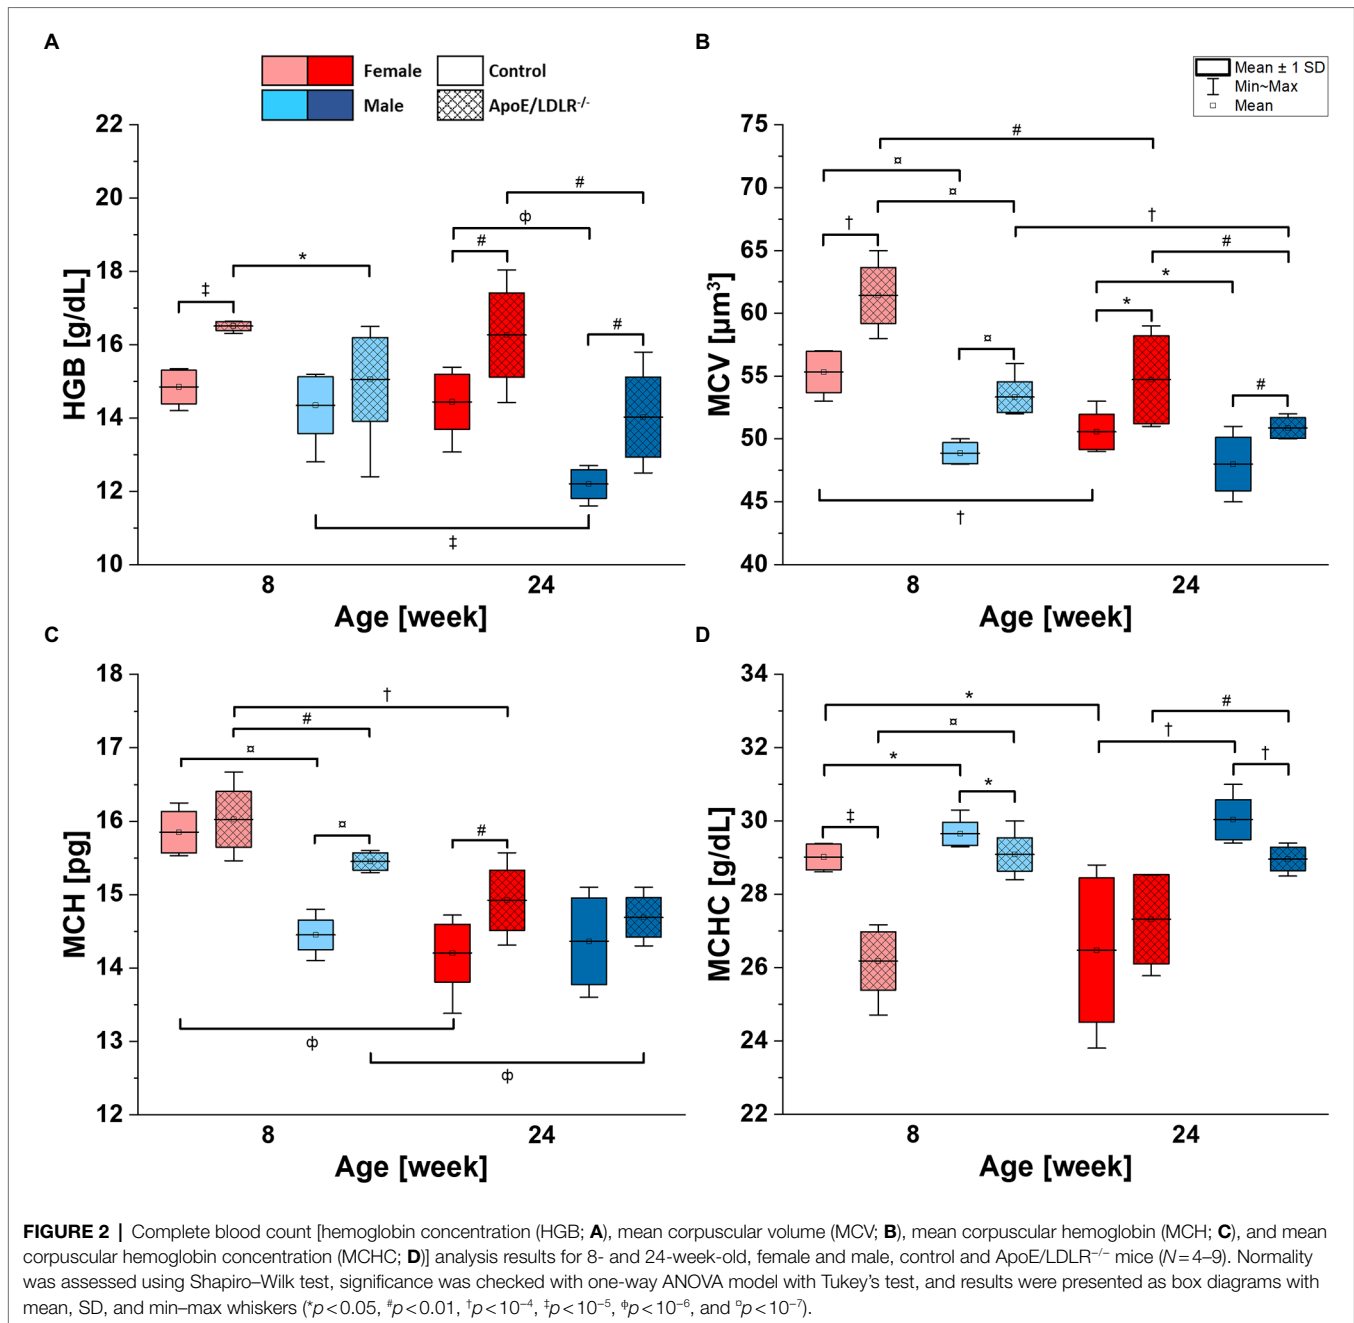 A
Female
Control
Male
ApoE/LDLR⁻/⁻
HGB [g/dL]
22
20
18
16
14
12
10
‡
*
#
ф
#
#
‡
8
24
Age [week]
B
Mean ± 1 SD
Min~Max
Mean
MCV [µm³]
75
70
65
60
55
50
45
40
#
¤
¤
†
†
#
*
*
¤
#
†
8
24
Age [week]
C
MCH [pg]
18
17
16
15
14
13
12
†
#
¤
¤
#
ф
ф
8
24
Age [week]
D
MCHC [g/dL]
34
32
30
28
26
24
22
*
#
¤
†
*
†
*
‡
8
24
Age [week]
FIGURE 2 | Complete blood count [hemoglobin concentration (HGB; A), mean corpuscular volume (MCV; B), mean corpuscular hemoglobin (MCH; C), and mean
corpuscular hemoglobin concentration (MCHC; D)] analysis results for 8- and 24-week-old, female and male, control and ApoE/LDLR⁻/⁻ mice (N = 4–9). Normality
was assessed using Shapiro–Wilk test, significance was checked with one-way ANOVA model with Tukey's test, and results were presented as box diagrams with
mean, SD, and min–max whiskers (*p < 0.05, #p < 0.01, †p < 10⁻⁴, ‡p < 10⁻⁵, ɸp < 10⁻⁶, and ¤p < 10⁻⁷).